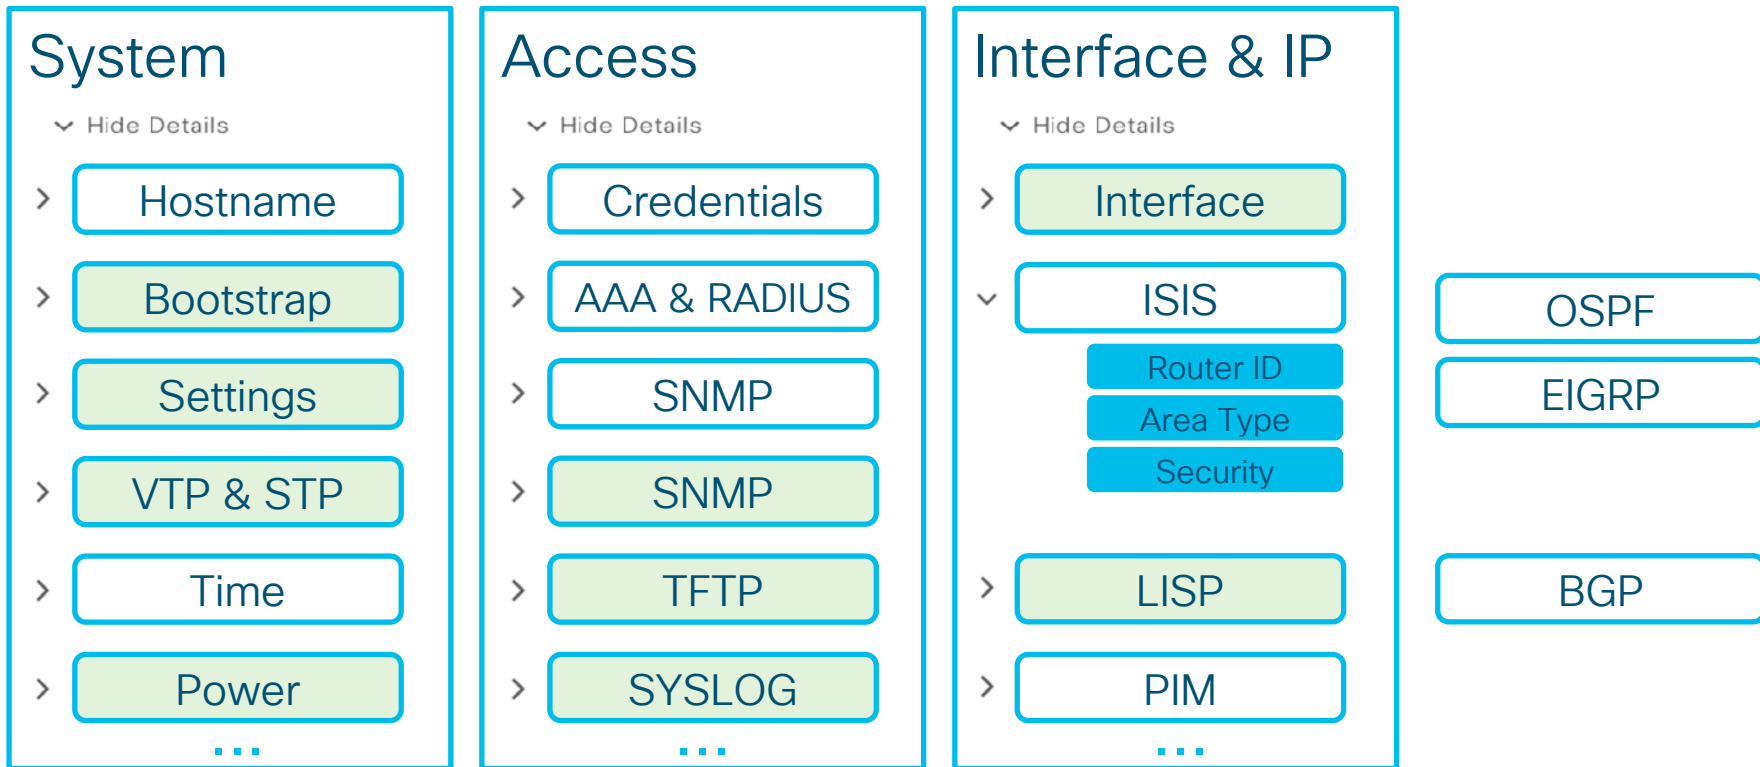 System
Hide Details
Hostname
Bootstrap
Settings
VTP & STP
Time
Power
...
Access
Hide Details
Credentials
AAA & RADIUS
SNMP
SNMP
TFTP
SYSLOG
...
Interface & IP
Hide Details
Interface
ISIS
Router ID
Area Type
Security
LISP
PIM
...
OSPF
EIGRP
BGP